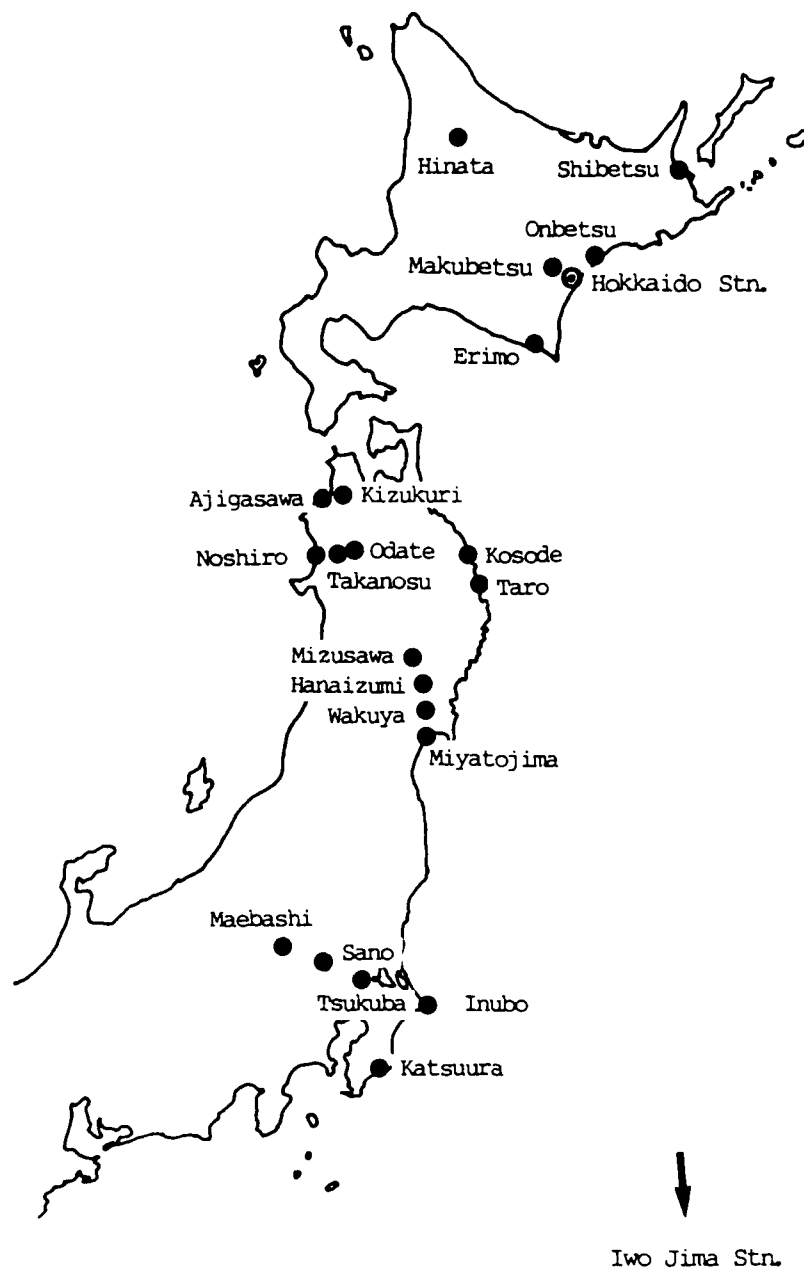 Hinata
Shibetsu
Onbetsu
Makubetsu
Hokkaido Stn.
Erimo
Ajigasawa
Kizukuri
Noshiro
Odate
Kosode
Takanosu
Taro
Mizusawa
Hanaizumi
Wakuya
Miyatojima
Maebashi
Sano
Tsukuba
Inubo
Katsuura
Iwo Jima Stn.